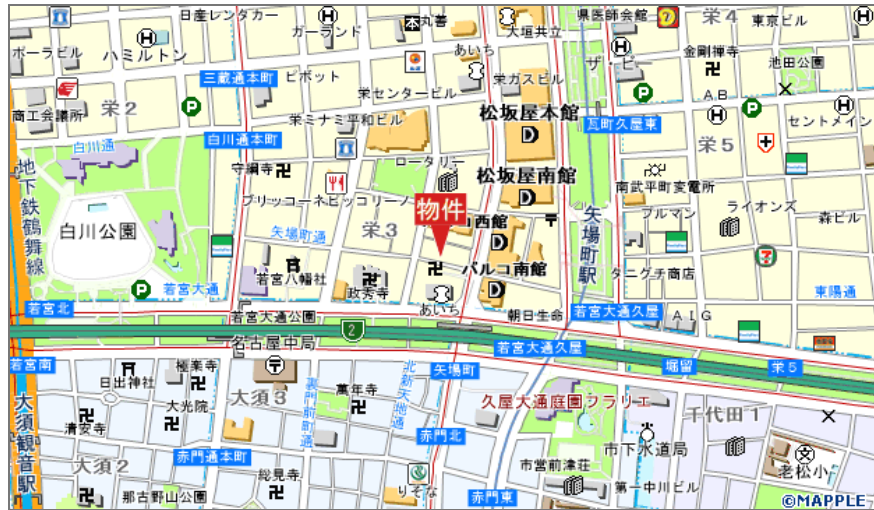 日産レンタカー
ガーランド
本 丸善
大垣共立
県医師会館
栄4
東京ビル
ポーラビル
ハミルトン
あいち
ザ・ビー
金剛禅寺
池田公園
三蔵通本町
ピボット
栄センタービル
栄ガスビル
A.B
商工会議所
栄2
栄ミナミ平和ビル
松坂屋本館
瓦町久屋東
セントメイン
白川通
白川通本町
栄5
守綱寺
ロータリー
松坂屋南館
南武平町変電所
ブリッコーネピッコリーノ
物件
フルマン
ライオンズ
地下鉄鶴舞線
白川公園
矢場町通
栄3
西館
矢場町駅
森ビル
若宮八幡社
政秀寺
パルコ南館
タニグチ商店
若宮大通
東陽通
若宮北
若宮大通公園
あいち
朝日生命
若宮大通久屋
AIG
2
名古屋中局
若宮大通久屋
若宮南
矢場町
堀留
栄5
日出神社
極楽寺
大須3
裏門前町通
萬年寺
北新天地通
久屋大通庭園フラリエ
千代田1
大須観音駅
清安寺
大光院
赤門北
市下水道局
大須2
赤門通本町
総見寺
市営前津荘
老松小
那古野山公園
りそな
赤門東
第一中川ビル
©MAPPLE